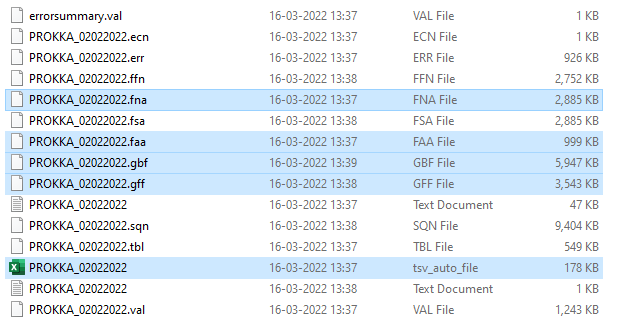 errorsummary.val 16-03-2022 13:37 VAL File 1 KB
PROKKA_02022022.ecn 16-03-2022 13:37 ECN File 1 KB
PROKKA_02022022.err 16-03-2022 13:37 ERR File 926 KB
PROKKA_02022022.ffn 16-03-2022 13:38 FFN File 2,752 KB
PROKKA_02022022.fna 16-03-2022 13:37 FNA File 2,885 KB
PROKKA_02022022.fsa 16-03-2022 13:38 FSA File 2,885 KB
PROKKA_02022022.faa 16-03-2022 13:37 FAA File 999 KB
PROKKA_02022022.gbf 16-03-2022 13:39 GBF File 5,947 KB
PROKKA_02022022.gff 16-03-2022 13:38 GFF File 3,543 KB
PROKKA_02022022 16-03-2022 13:37 Text Document 47 KB
PROKKA_02022022.sqn 16-03-2022 13:38 SQN File 9,404 KB
PROKKA_02022022.tbl 16-03-2022 13:37 TBL File 549 KB
PROKKA_02022022 16-03-2022 13:37 tsv_auto_file 178 KB
PROKKA_02022022 16-03-2022 13:38 Text Document 1 KB
PROKKA_02022022.val 16-03-2022 13:37 VAL File 1,243 KB